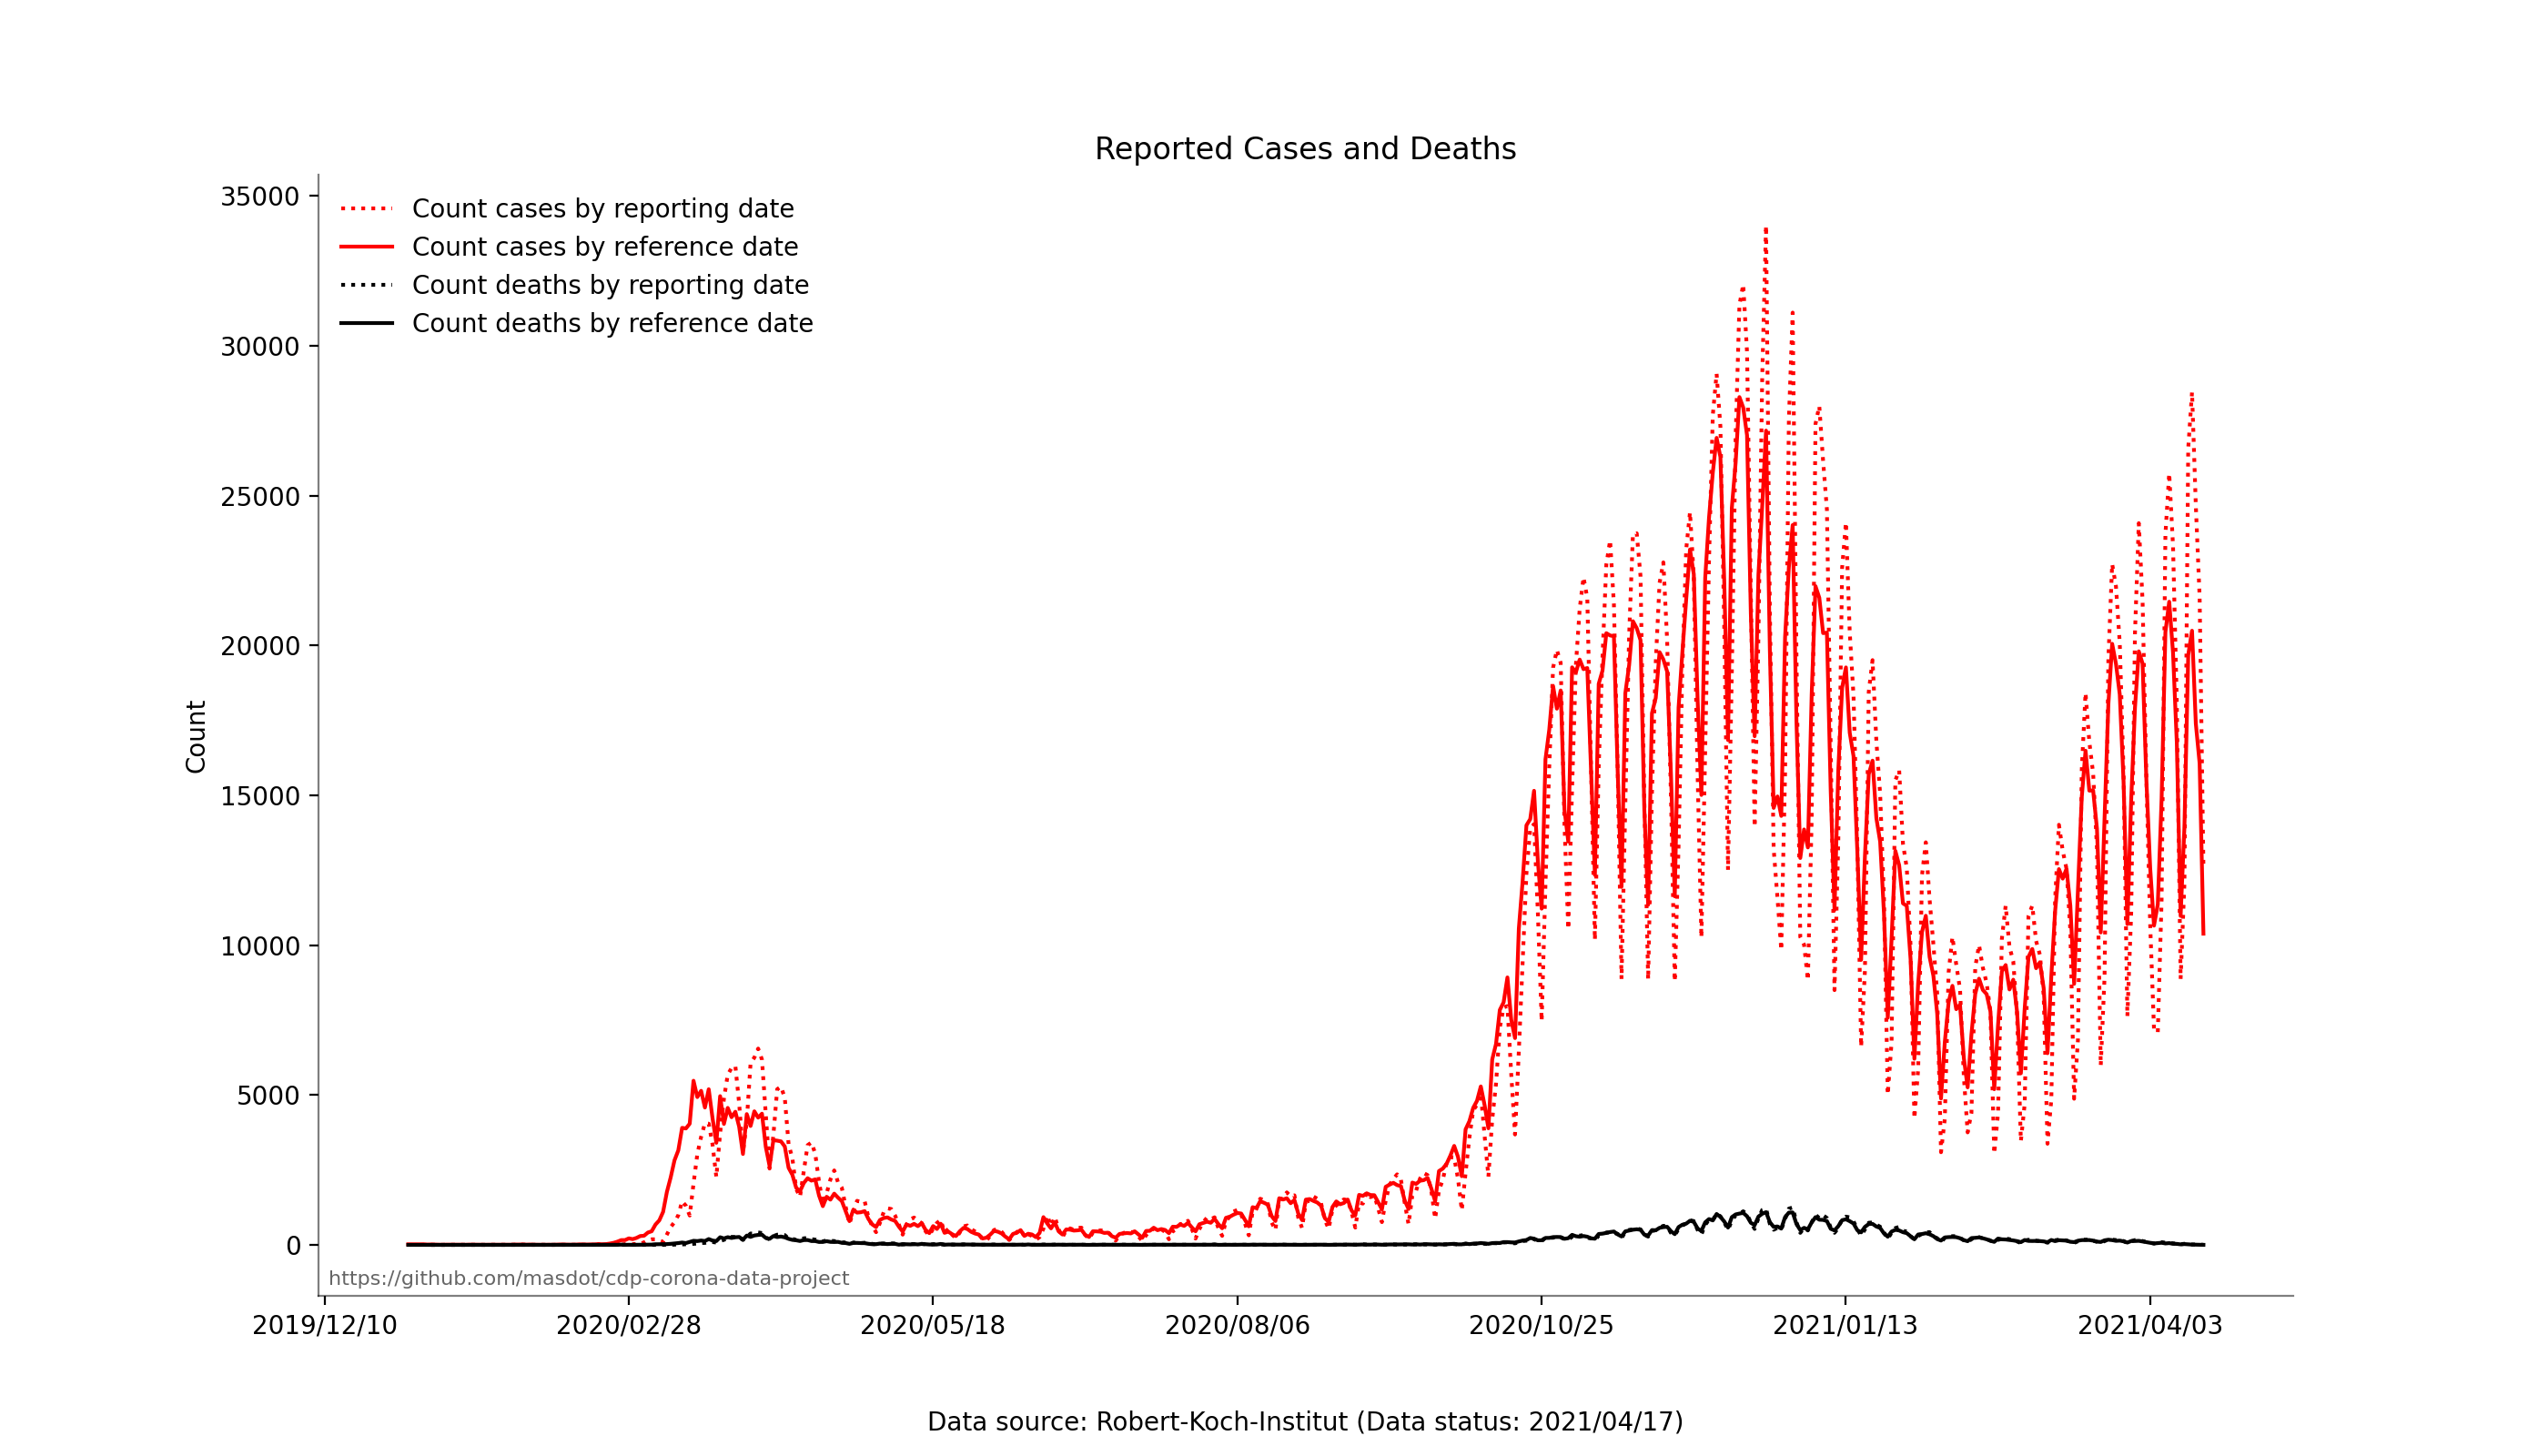 Reported Cases and Deaths
35000
30000
25000
20000
15000
10000
5000
0
Count
Count cases by reporting date
Count cases by reference date
Count deaths by reporting date
Count deaths by reference date
https://github.com/masdot/cdp-corona-data-project
2019/12/10 2020/02/28 2020/05/18 2020/08/06 2020/10/25 2021/01/13 2021/04/03
Data source: Robert-Koch-Institut (Data status: 2021/04/17)